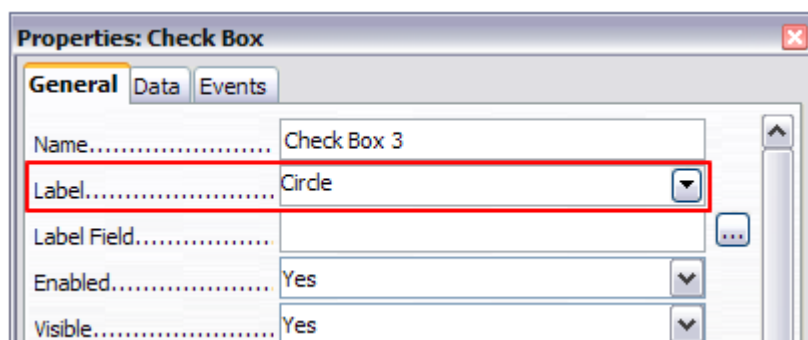 Properties: Check Box
General Data Events
Name....................... Check Box 3
Label........................ Circle
Label Field.................. ...
Enabled..................... Yes
Visible....................... Yes